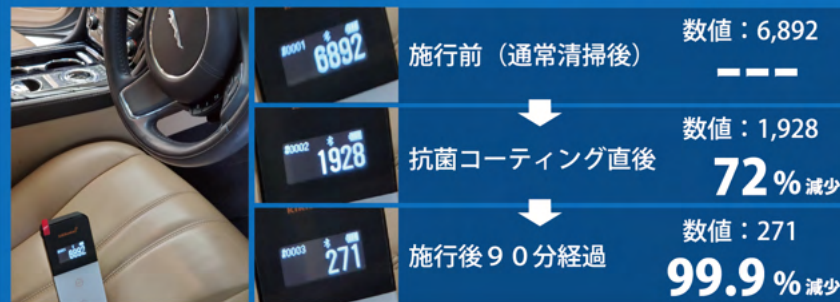 #0001 6892
施行前（通常清掃後）
数値：6,892
---
#0002 1928
抗菌コーティング直後
数値：1,928
72%減少
#0003 271
施行後９０分経過
数値：271
99.9%減少
6892